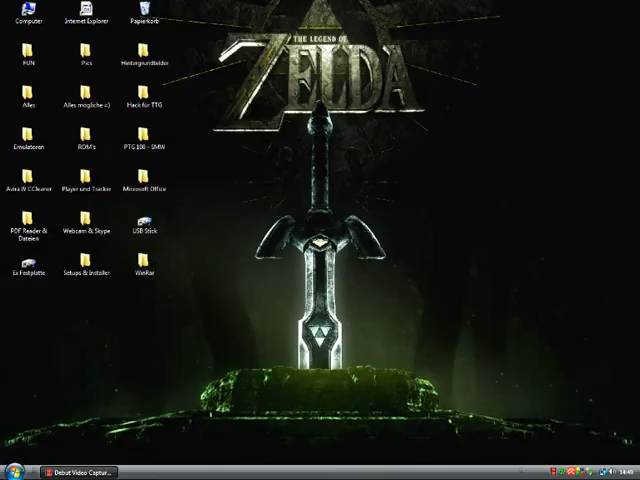 THE LEGEND OF
ZELDA
Computer
Internet Explorer
Papierkorb
FUN
Pics
Hintergrundbilder
Alles
Alles mögliche =)
Hack für TTG
Emulatoren
ROM's
PTG 100 - SMW
Avira & CCleaner
Player und Tracker
Microsoft Office
PDF Reader &
Dateien
Webcam & Skype
USB Stick
Ex Festplatte
Setups & Installer
WinRar
Debut Video Captur...
14:49